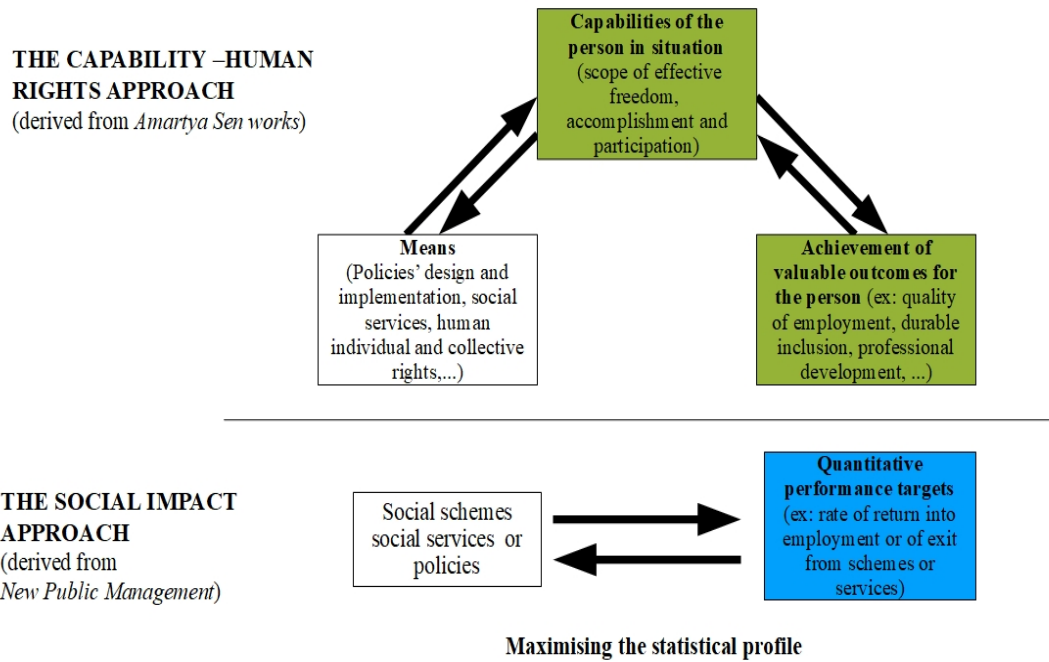 THE CAPABILITY –HUMAN
RIGHTS APPROACH
(derived from Amartya Sen works)
Capabilities of the
person in situation
(scope of effective
freedom,
accomplishment and
participation)
Means
(Policies’ design and
implementation, social
services, human
individual and collective
rights,...)
Achievement of
valuable outcomes for
the person (ex: quality
of employment, durable
inclusion, professional
development, ...)
THE SOCIAL IMPACT
APPROACH
(derived from
New Public Management)
Social schemes
social services or
policies
Quantitative
performance targets
(ex: rate of return into
employment or of exit
from schemes or
services)
Maximising the statistical profile